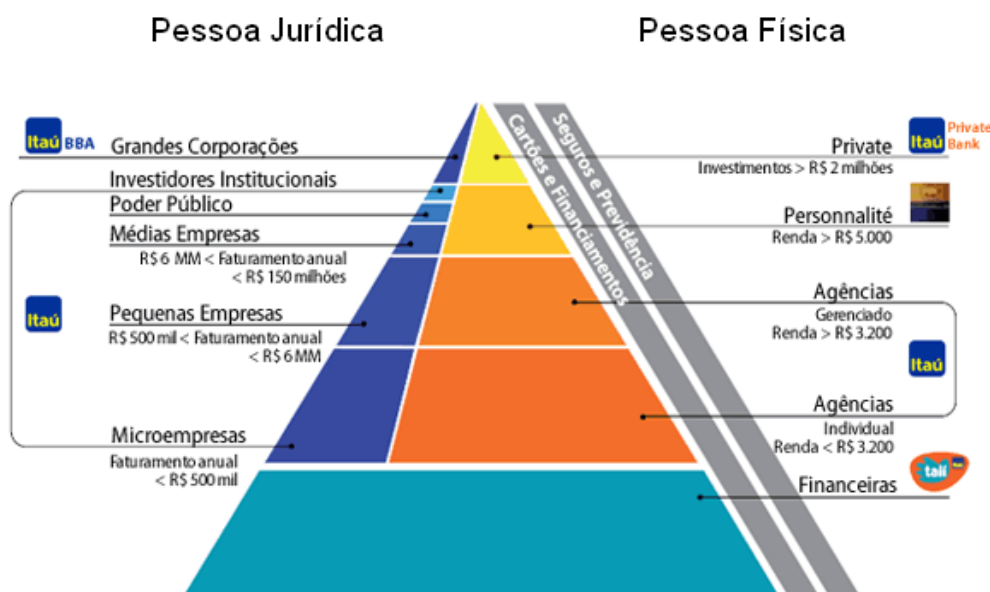 Pessoa Jurídica
Pessoa Física
Itaú BBA
Grandes Corporações
Investidores Institucionais
Poder Público
Médias Empresas
R$ 6 MM < Faturamento anual
< R$ 150 milhões
Itaú
Pequenas Empresas
R$ 500 mil < Faturamento anual
< R$ 6 MM
Microempresas
Faturamento anual
< R$ 500 mil
Cartões e Financiamentos
Seguros e Previdência
Itaú Private
Bank
Private
Investimentos > R$ 2 milhões
Personnalité
Renda > R$ 5.000
Agências
Gerenciado
Renda > R$ 3.200
Itaú
Agências
Individual
Renda < R$ 3.200
taií
Financeiras